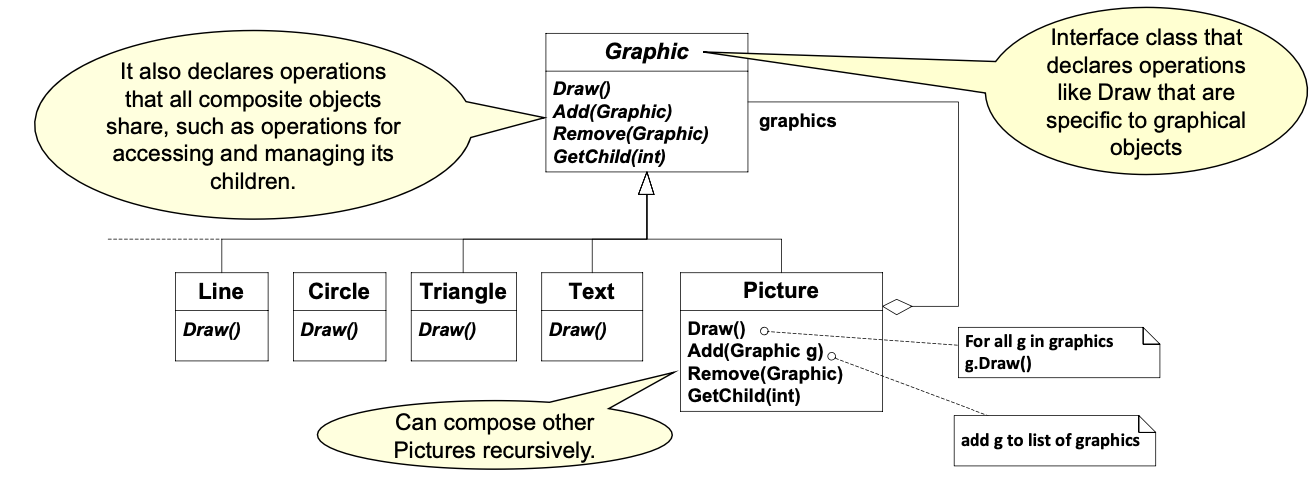 It also declares operations
that all composite objects
share, such as operations for
accessing and managing its
children.
Graphic
Draw()
Add(Graphic)
Remove(Graphic)
GetChild(int)
graphics
Interface class that
declares operations
like Draw that are
specific to graphical
objects
Line
Draw()
Circle
Draw()
Triangle
Draw()
Text
Draw()
Picture
Draw()
Add(Graphic g)
Remove(Graphic)
GetChild(int)
For all g in graphics
g.Draw()
add g to list of graphics
Can compose other
Pictures recursively.